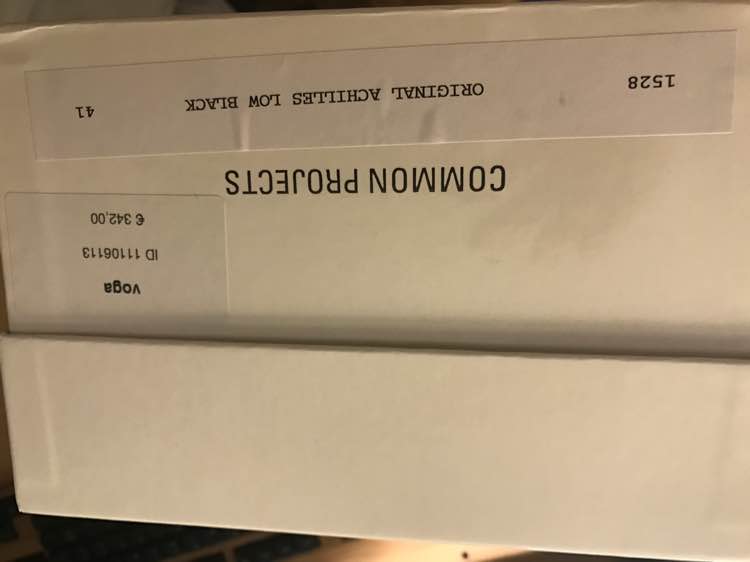 voga
ID 11106113
€ 342,00
COMMON PROJECTS
1528 ORIGINAL ACHILLES LOW BLACK 41